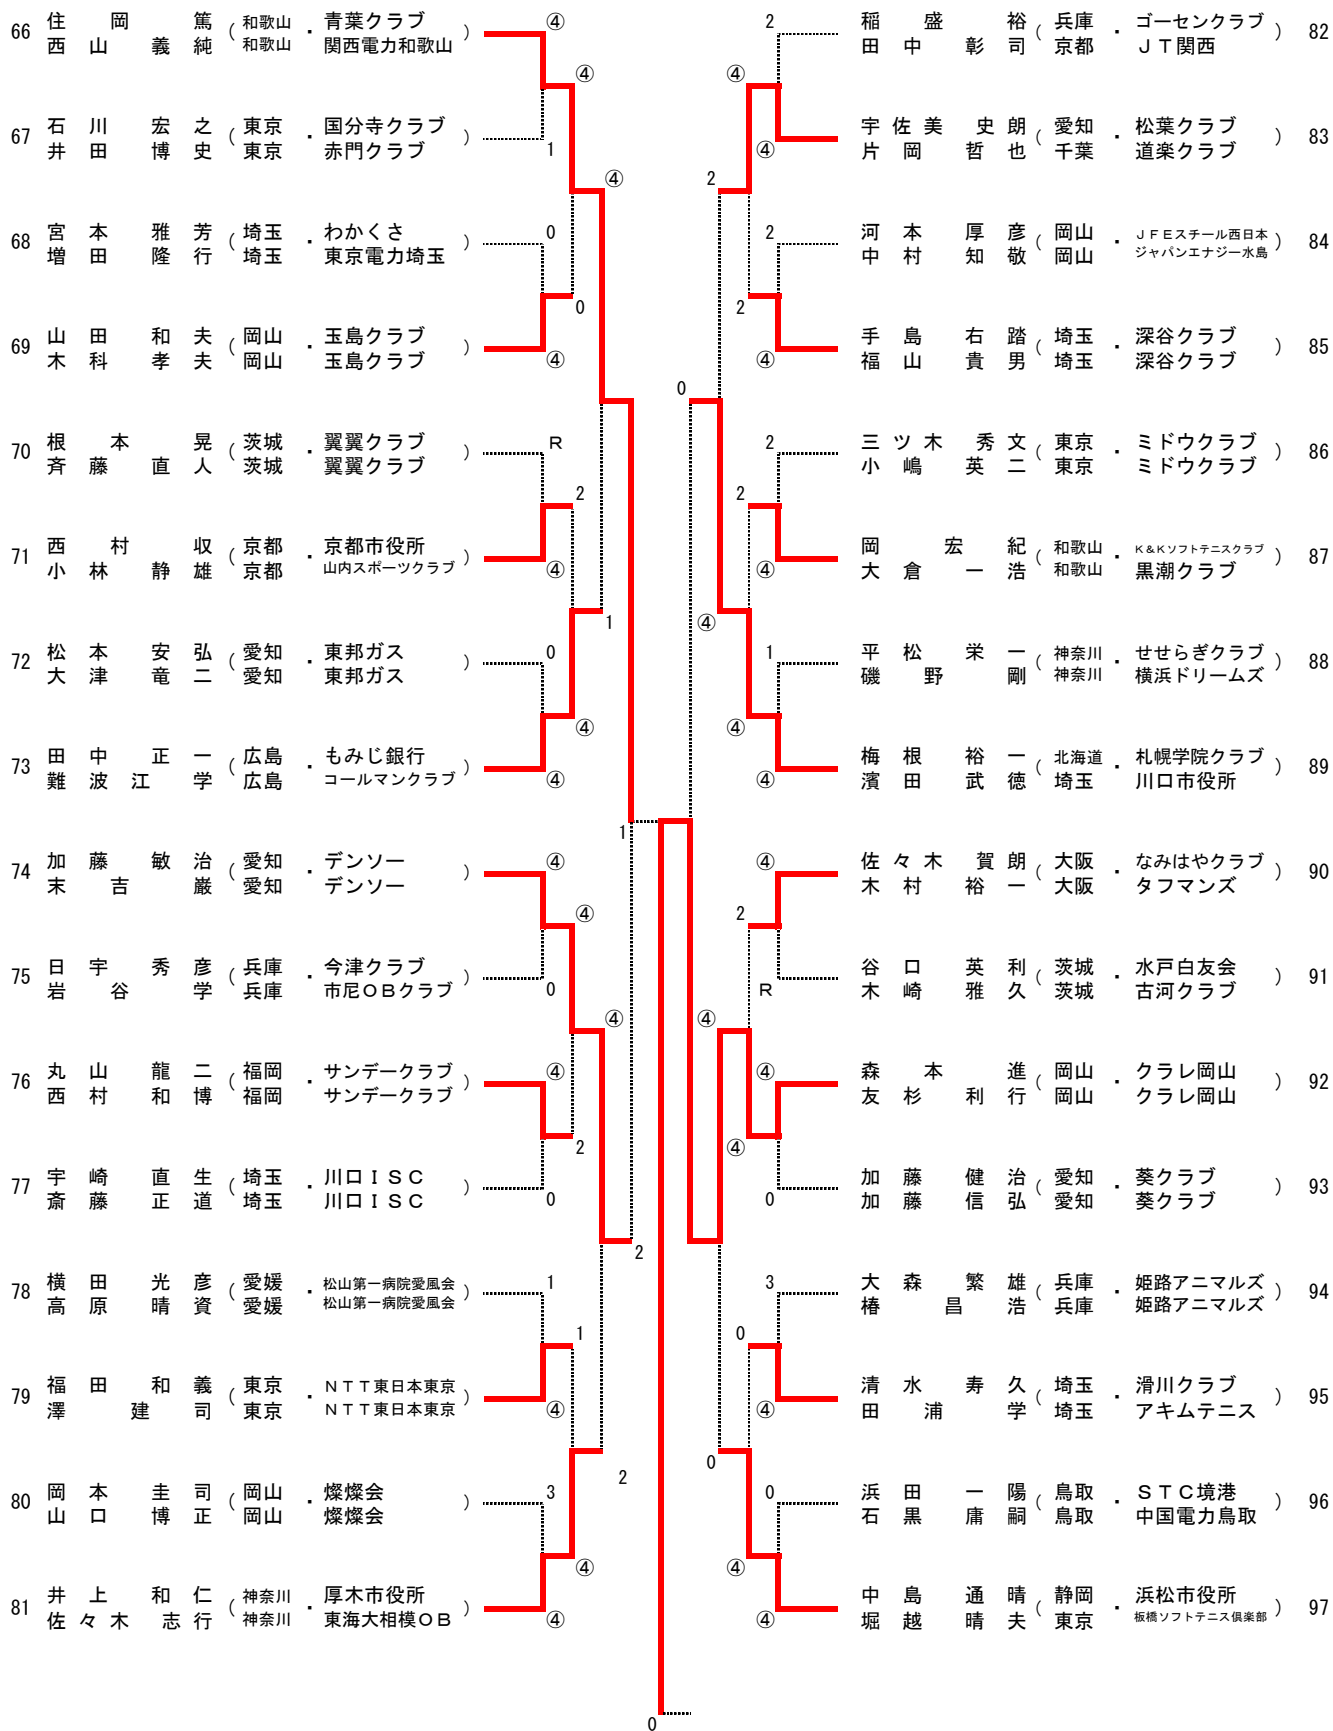 66 住岡篤 (和歌山 ・ 青葉クラブ) ④
西山義純 和歌山 関西電力和歌山
④
67 石川宏之 (東京 ・ 国分寺クラブ) 1
井田博史 東京 赤門クラブ
④
68 宮本雅芳 (埼玉 ・ わかくさ) 0
増田隆行 埼玉 東京電力埼玉
0
69 山田和夫 (岡山 ・ 玉島クラブ) ④
木科孝夫 岡山 玉島クラブ
70 根本晃 (茨城 ・ 翼翼クラブ) R
斉藤直人 茨城 翼翼クラブ
2
71 西村収 (京都 ・ 京都市役所) ④
小林静雄 京都 山内スポーツクラブ
1
72 松本安弘 (愛知 ・ 東邦ガス) 0
大津竜二 愛知 東邦ガス
④
73 田中正一 (広島 ・ もみじ銀行) ④
難波江学 広島 コールマンクラブ
1
74 加藤敏治 (愛知 ・ デンソー) ④
末吉巌 愛知 デンソー
④
75 日宇秀彦 (兵庫 ・ 今津クラブ) 0
岩谷学 兵庫 市尼OBクラブ
④
76 丸山龍二 (福岡 ・ サンデークラブ) ④
西村和博 福岡 サンデークラブ
2
77 宇崎直生 (埼玉 ・ 川口ISC) 0
斎藤正道 埼玉 川口ISC
2
78 横田光彦 (愛媛 ・ 松山第一病院愛風会) 1
高原晴資 愛媛 松山第一病院愛風会
1
79 福田和義 (東京 ・ NTT東日本東京) ④
澤建司 東京 NTT東日本東京
2
80 岡本圭司 (岡山 ・ 燦燦会) 3
山口博正 岡山 燦燦会
④
81 井上和仁 (神奈川 ・ 厚木市役所) ④
佐々木志行 神奈川 東海大相模OB
2 稲盛裕 (兵庫 ・ ゴーセンクラブ) 82
田中彰司 京都 JT関西
④
④ 宇佐美史朗 (愛知 ・ 松葉クラブ) 83
片岡哲也 千葉 道楽クラブ
2
2 河本厚彦 (岡山 ・ JFEスチール西日本) 84
中村知敬 岡山 ジャパンエナジー水島
2
④ 手島右踏 (埼玉 ・ 深谷クラブ) 85
福山貴男 埼玉 深谷クラブ
0
2 三ツ木秀文 (東京 ・ ミドウクラブ) 86
小嶋英二 東京 ミドウクラブ
2
④ 岡宏紀 (和歌山 ・ K&Kソフトテニスクラブ) 87
大倉一浩 和歌山 黒潮クラブ
④
1 平松栄一 (神奈川 ・ せせらぎクラブ) 88
磯野剛 神奈川 横浜ドリームズ
④
④ 梅根裕一 (北海道 ・ 札幌学院クラブ) 89
濱田武徳 埼玉 川口市役所
④ 佐々木賀朗 (大阪 ・ なみはやクラブ) 90
木村裕一 大阪 タフマンズ
2
R 谷口英利 (茨城 ・ 水戸白友会) 91
木崎雅久 茨城 古河クラブ
④
④ 森本進 (岡山 ・ クラレ岡山) 92
友杉利行 岡山 クラレ岡山
④
0 加藤健治 (愛知 ・ 葵クラブ) 93
加藤信弘 愛知 葵クラブ
3 大森繁雄 (兵庫 ・ 姫路アニマルズ) 94
椿昌浩 兵庫 姫路アニマルズ
0
④ 清水寿久 (埼玉 ・ 滑川クラブ) 95
田浦学 埼玉 アキムテニス
0
0 浜田一陽 (鳥取 ・ STC境港) 96
石黒庸嗣 鳥取 中国電力鳥取
④
④ 中島通晴 (静岡 ・ 浜松市役所) 97
堀越晴夫 東京 板橋ソフトテニス倶楽部
0